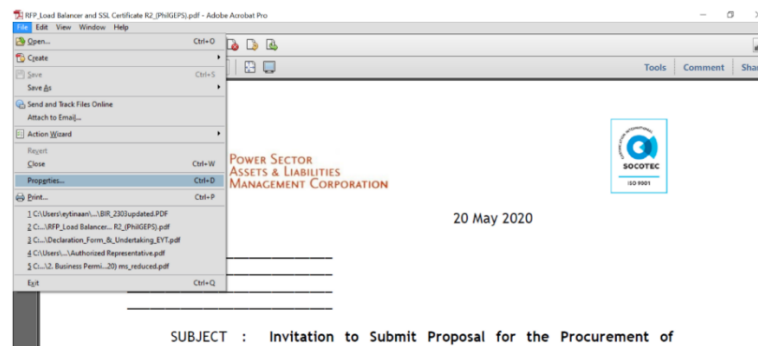 RFP_Load Balancer and SSL Certificate R2_(PhilGEPS).pdf - Adobe Acrobat Pro
File Edit View Window Help
Open... Ctrl+O
Create
Save Ctrl+S
Save As
Send and Track Files Online
Attach to Email...
Action Wizard
Revert
Close Ctrl+W
Properties... Ctrl+D
Print... Ctrl+P
1 C:\Users\eytinaan\...\BIR_2303updated.PDF
2 C:\...\RFP_Load Balancer... R2_(PhilGEPS).pdf
3 C:\...\Declaration_Form_&_Undertaking_EYT.pdf
4 C:\Users\...\Authorized Representative.pdf
5 C:\...\2. Business Permi...20) ms_reduced.pdf
Exit Ctrl+Q
Tools Comment Shar
POWER SECTOR
ASSETS & LIABILITIES
MANAGEMENT CORPORATION
SOCOTEC
ISO 9001
20 May 2020
SUBJECT : Invitation to Submit Proposal for the Procurement of